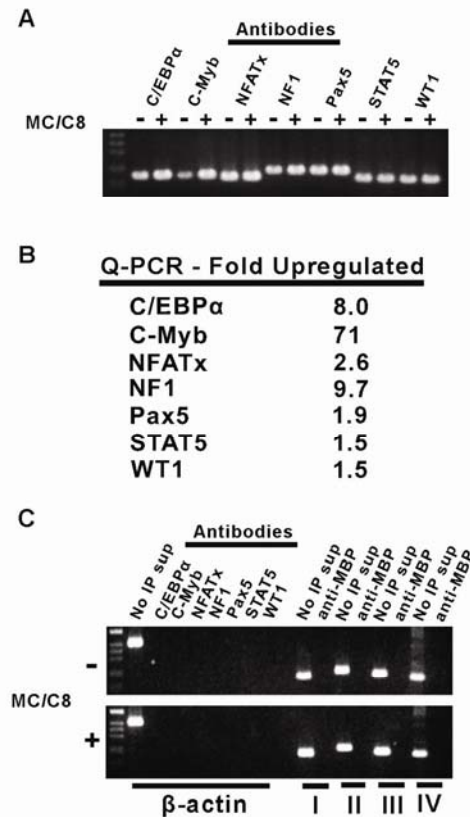 A
Antibodies
C/EBPα C-Myb NFATx NF1 Pax5 STAT5 WT1
MC/C8 - + - + - + - + - + - + - +
B
Q-PCR - Fold Upregulated
C/EBPα 8.0
C-Myb 71
NFATx 2.6
NF1 9.7
Pax5 1.9
STAT5 1.5
WT1 1.5
C
Antibodies
No IP sup C/EBPα C-Myb NFATx NF1 Pax5 STAT5 WT1 No IP sup anti-MBP No IP sup anti-MBP No IP sup anti-MBP No IP sup anti-MBP
-
MC/C8
+
β-actin I II III IV